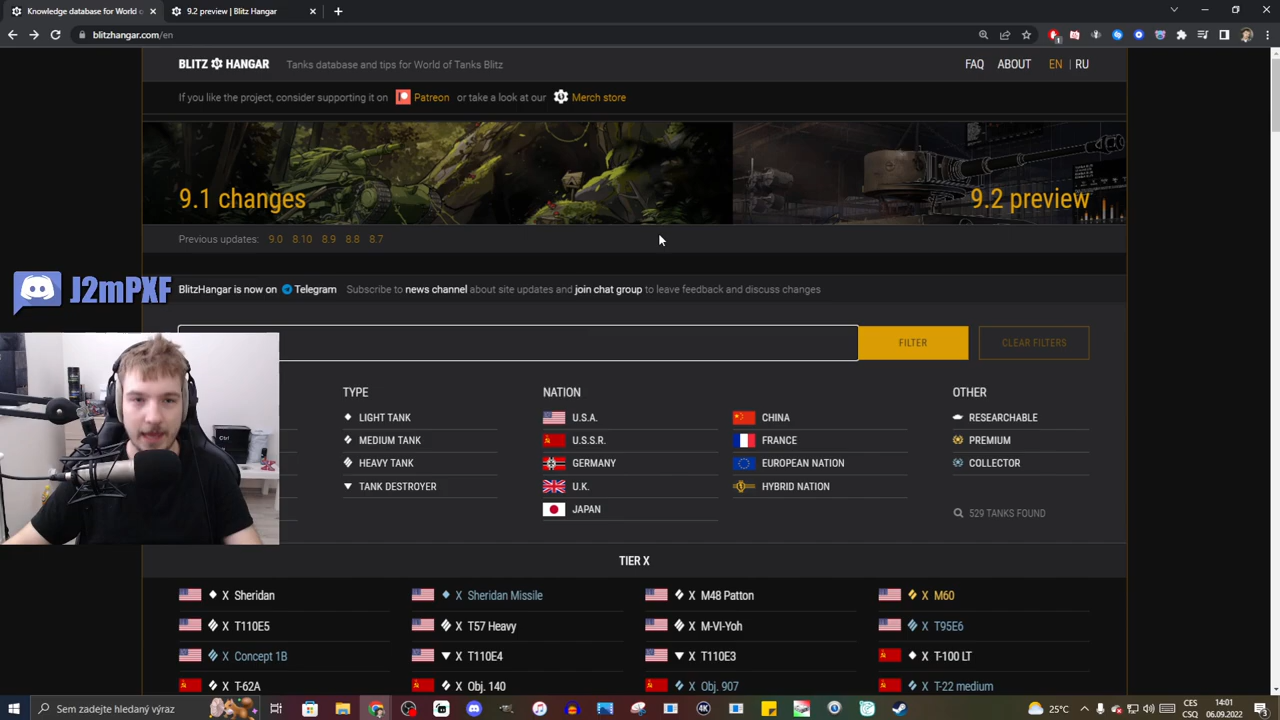 Knowledge database for World o
9.2 preview | Blitz Hangar
blitzhangar.com/en
BLITZ HANGAR
Tanks database and tips for World of Tanks Blitz
FAQ ABOUT EN | RU
If you like the project, consider supporting it on Patreon or take a look at our Merch store
9.1 changes
9.2 preview
Previous updates: 9.0 8.10 8.9 8.8 8.7
J2mPXF
BlitzHangar is now on Telegram Subscribe to news channel about site updates and join chat group to leave feedback and discuss changes
FILTER
CLEAR FILTERS
TYPE
LIGHT TANK
MEDIUM TANK
HEAVY TANK
TANK DESTROYER
NATION
U.S.A.
U.S.S.R.
GERMANY
U.K.
JAPAN
CHINA
FRANCE
EUROPEAN NATION
HYBRID NATION
OTHER
RESEARCHABLE
PREMIUM
COLLECTOR
529 TANKS FOUND
Ctrl
TIER X
X Sheridan X Sheridan Missile X M48 Patton X M60
X T110E5 X T57 Heavy X M-VI-Yoh X T95E6
X Concept 1B X T110E4 X T110E3 X T-100 LT
X T-62A X Obj. 140 X Obj. 907 X T-22 medium
Sem zadejte hledaný výraz
25°C
CES
CSQ
14:01
06.09.2022